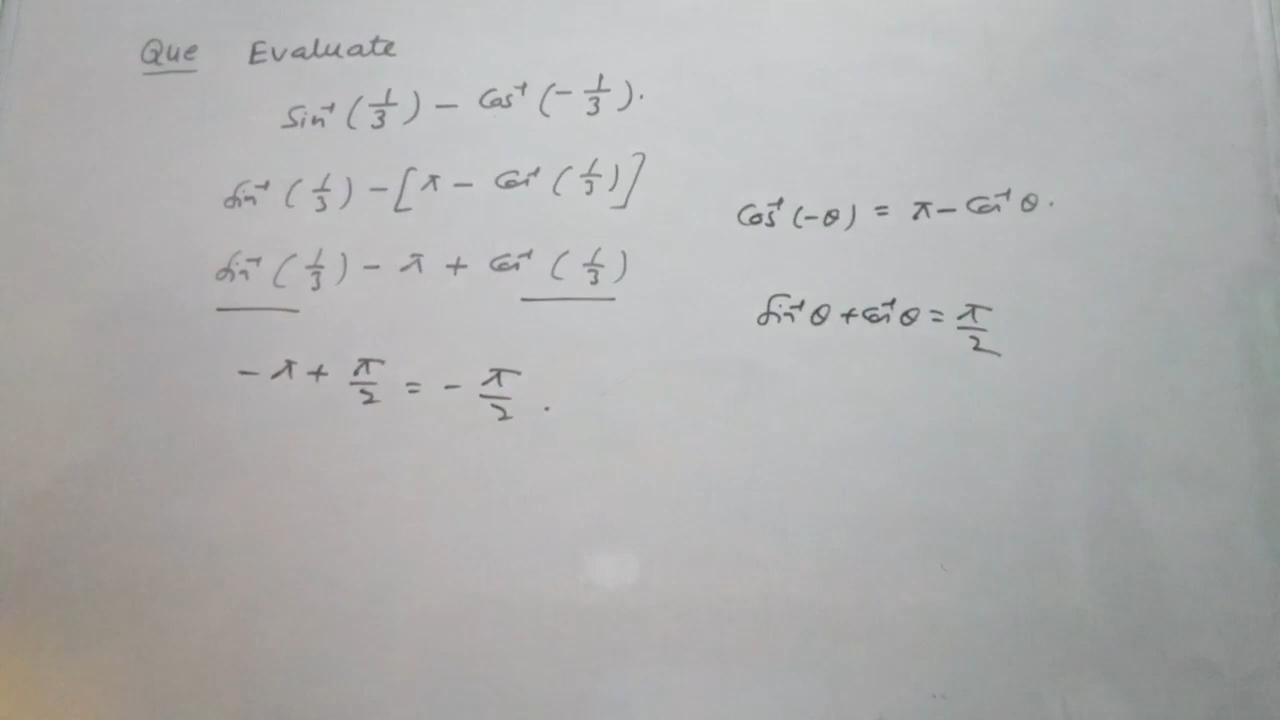 Que Evaluate
Sin⁻¹ (1/3) - Cos⁻¹ (-1/3).
Sin⁻¹ (1/3) - [π - Cos⁻¹ (1/3)]
Cos⁻¹ (-θ) = π - Cos⁻¹ θ.
Sin⁻¹ (1/3) - π + Cos⁻¹ (1/3)
Sin⁻¹ θ + Cos⁻¹ θ = π/2
- π + π/2 = - π/2 .